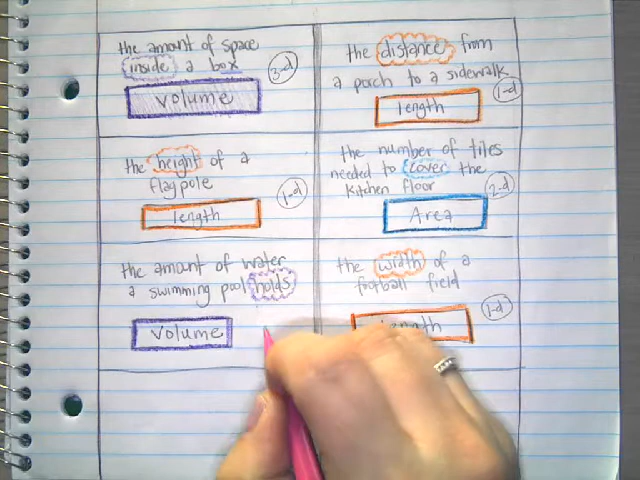 the amount of space
inside a box
3-d
volume
the distance from
a porch to a sidewalk
1-d
length
the height of a
flagpole
1-d
length
the number of tiles
needed to cover the
kitchen floor
2-d
Area
the amount of water
a swimming pool holds
volume
the width of a
football field
1-d
length